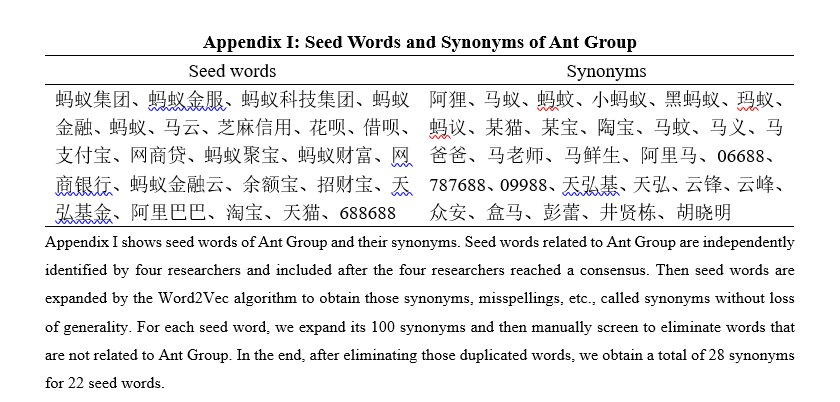 Appendix I: Seed Words and Synonyms of Ant Group
Seed words Synonyms
蚂蚁集团、蚂蚁金服、蚂蚁科技集团、蚂蚁
金融、蚂蚁、马云、芝麻信用、花呗、借呗、
支付宝、网商贷、蚂蚁聚宝、蚂蚁财富、网
商银行、蚂蚁金融云、余额宝、招财宝、天
弘基金、阿里巴巴、淘宝、天猫、688688
阿狸、马蚁、蚂蚊、小蚂蚁、黑蚂蚁、玛蚁、
蚂议、某猫、某宝、陶宝、马蚊、马义、马
爸爸、马老师、马鲜生、阿里马、06688、
787688、09988、天弘基、天弘、云锋、云峰、
众安、盒马、彭蕾、井贤栋、胡晓明
Appendix I shows seed words of Ant Group and their synonyms. Seed words related to Ant Group are independently
identified by four researchers and included after the four researchers reached a consensus. Then seed words are
expanded by the Word2Vec algorithm to obtain those synonyms, misspellings, etc., called synonyms without loss
of generality. For each seed word, we expand its 100 synonyms and then manually screen to eliminate words that
are not related to Ant Group. In the end, after eliminating those duplicated words, we obtain a total of 28 synonyms
for 22 seed words.